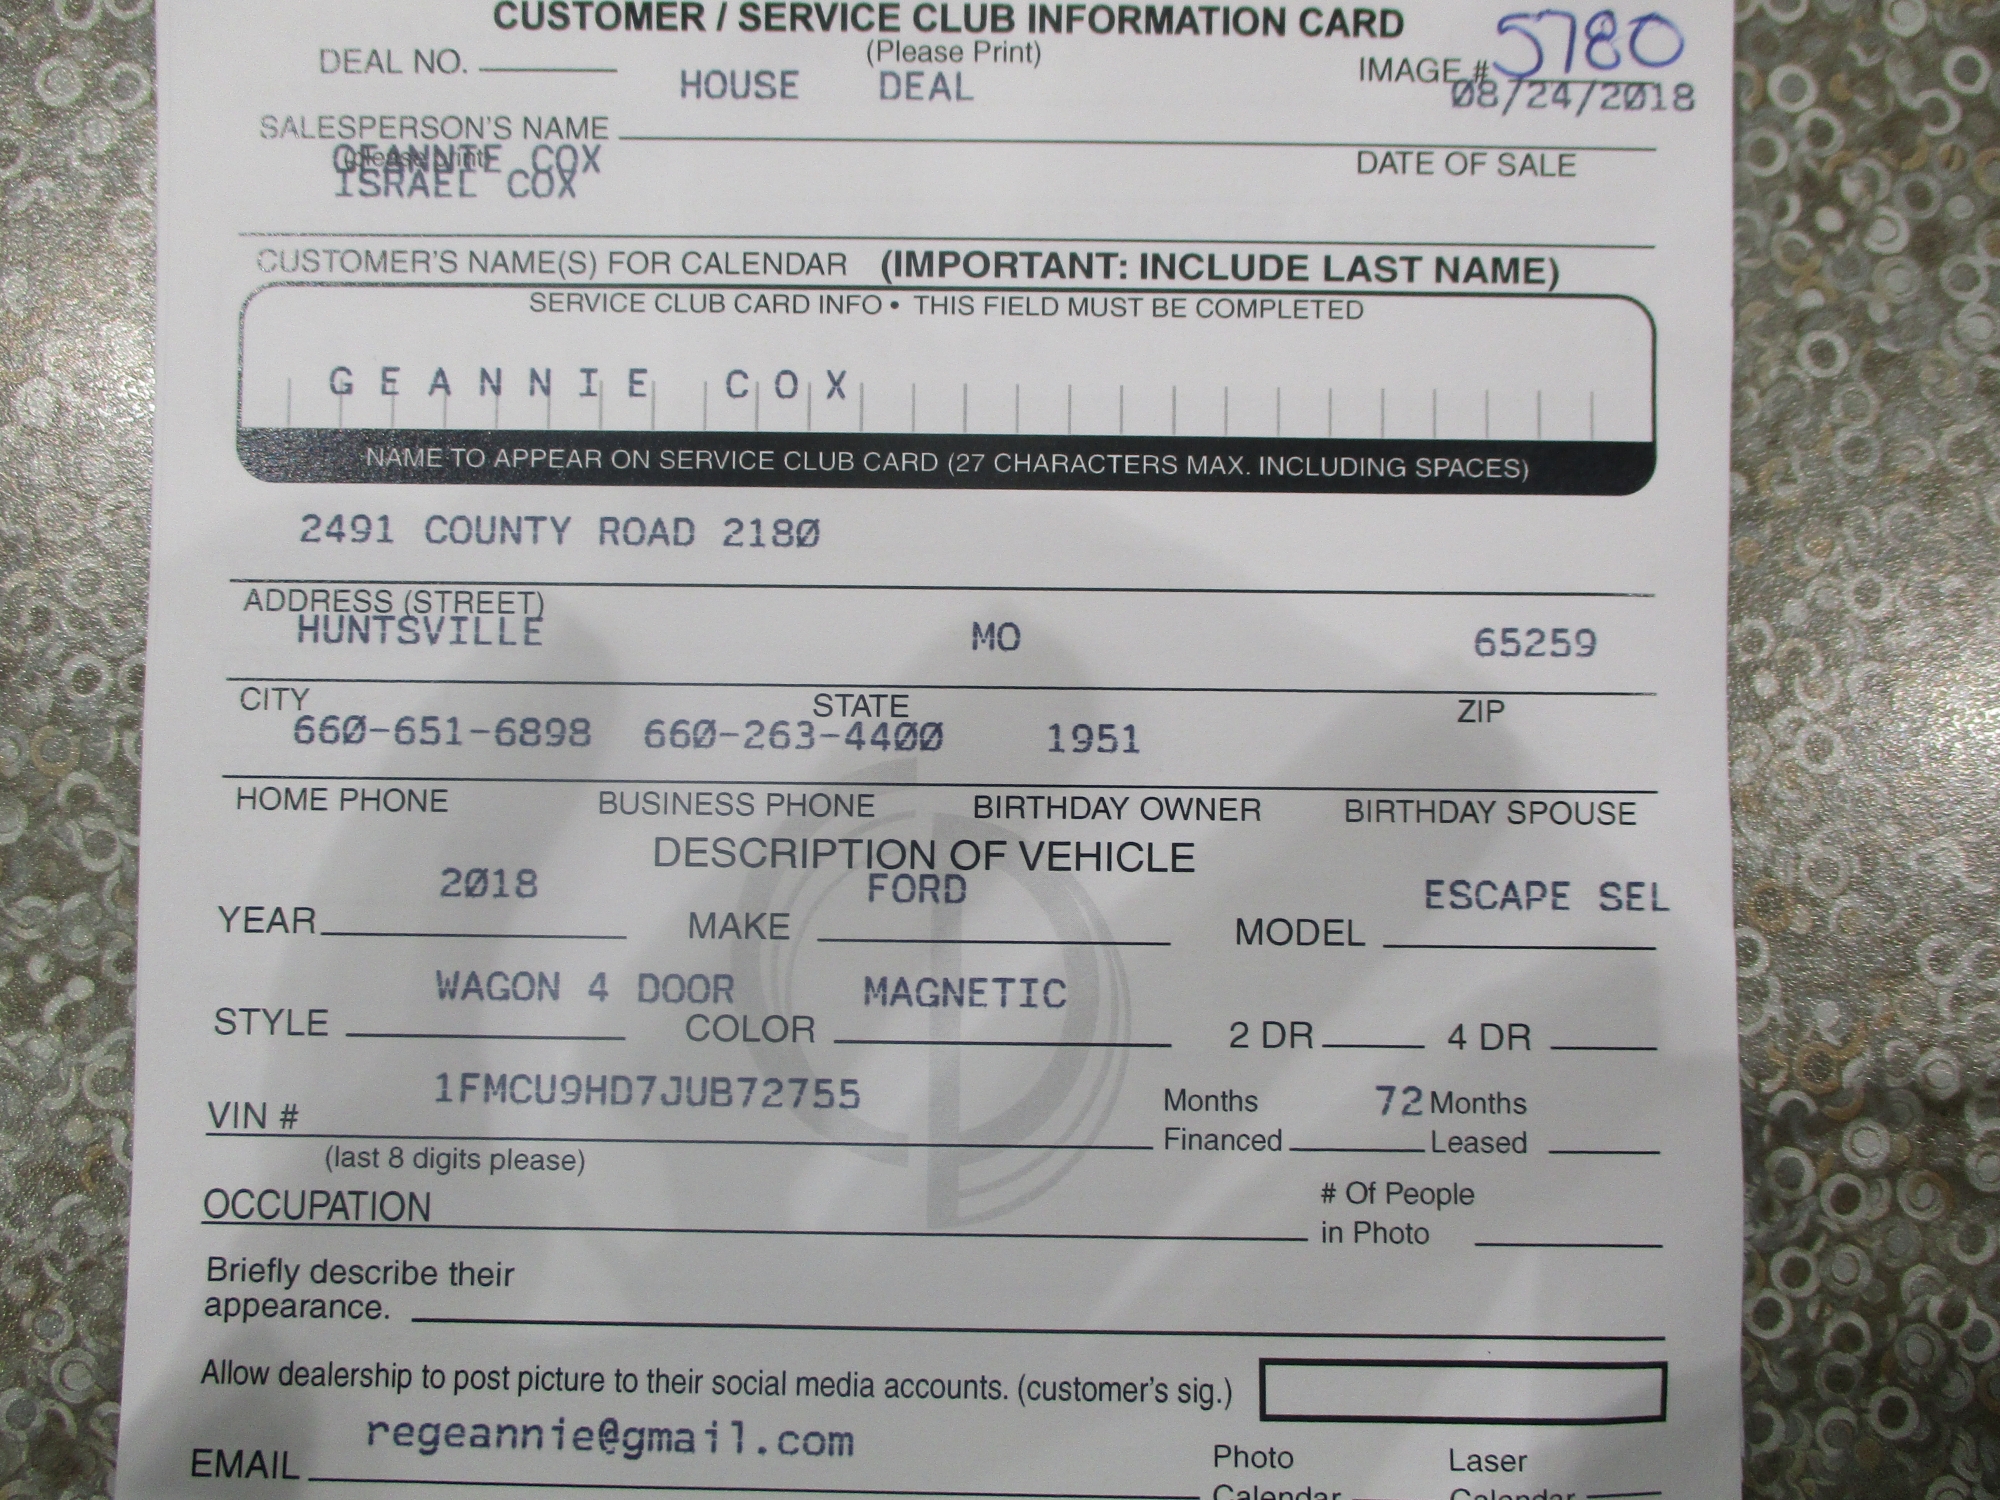 CUSTOMER / SERVICE CLUB INFORMATION CARD
(Please Print)
DEAL NO.
IMAGE # 5780
HOUSE DEAL
08/24/2018
SALESPERSON'S NAME
(please print)
DATE OF SALE
GEANNIE COX
ISRAEL COX
CUSTOMER'S NAME(S) FOR CALENDAR (IMPORTANT: INCLUDE LAST NAME)
SERVICE CLUB CARD INFO • THIS FIELD MUST BE COMPLETED
GEANNIE COX
NAME TO APPEAR ON SERVICE CLUB CARD (27 CHARACTERS MAX. INCLUDING SPACES)
2491 COUNTY ROAD 2180
ADDRESS (STREET)
HUNTSVILLE MO 65259
CITY STATE ZIP
660-651-6898 660-263-4400 1951
HOME PHONE BUSINESS PHONE BIRTHDAY OWNER BIRTHDAY SPOUSE
DESCRIPTION OF VEHICLE
2018 FORD ESCAPE SEL
YEAR MAKE MODEL
WAGON 4 DOOR MAGNETIC
STYLE COLOR 2 DR 4 DR
1FMCU9HD7JUB72755
VIN #
(last 8 digits please)
Months Financed 72 Months Leased
OCCUPATION
# Of People
in Photo
Briefly describe their
appearance.
Allow dealership to post picture to their social media accounts. (customer's sig.)
regeannie@gmail.com
EMAIL
Photo Laser
Calendar Calendar